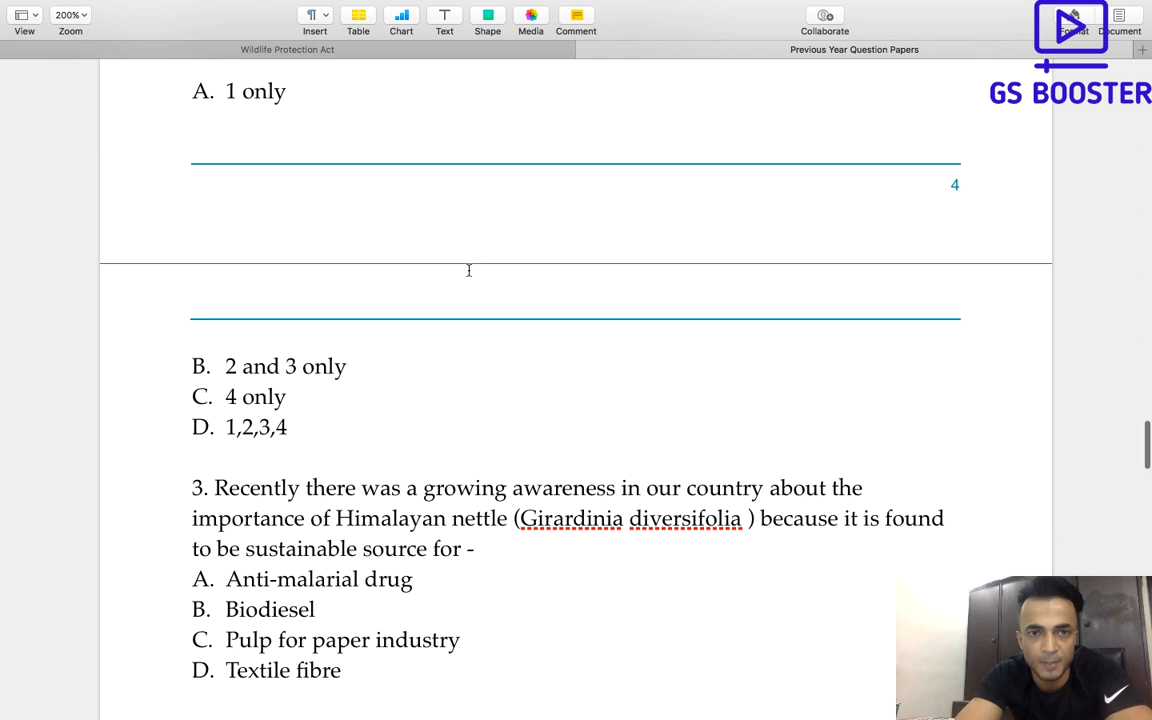 200%
View
Zoom
Insert
Table
Chart
Text
Shape
Media
Comment
Collaborate
Format
Document
Wildlife Protection Act
Previous Year Question Papers
GS BOOSTER
A. 1 only
4
B. 2 and 3 only
C. 4 only
D. 1,2,3,4
3. Recently there was a growing awareness in our country about the
importance of Himalayan nettle (Girardinia diversifolia ) because it is found
to be sustainable source for -
A. Anti-malarial drug
B. Biodiesel
C. Pulp for paper industry
D. Textile fibre